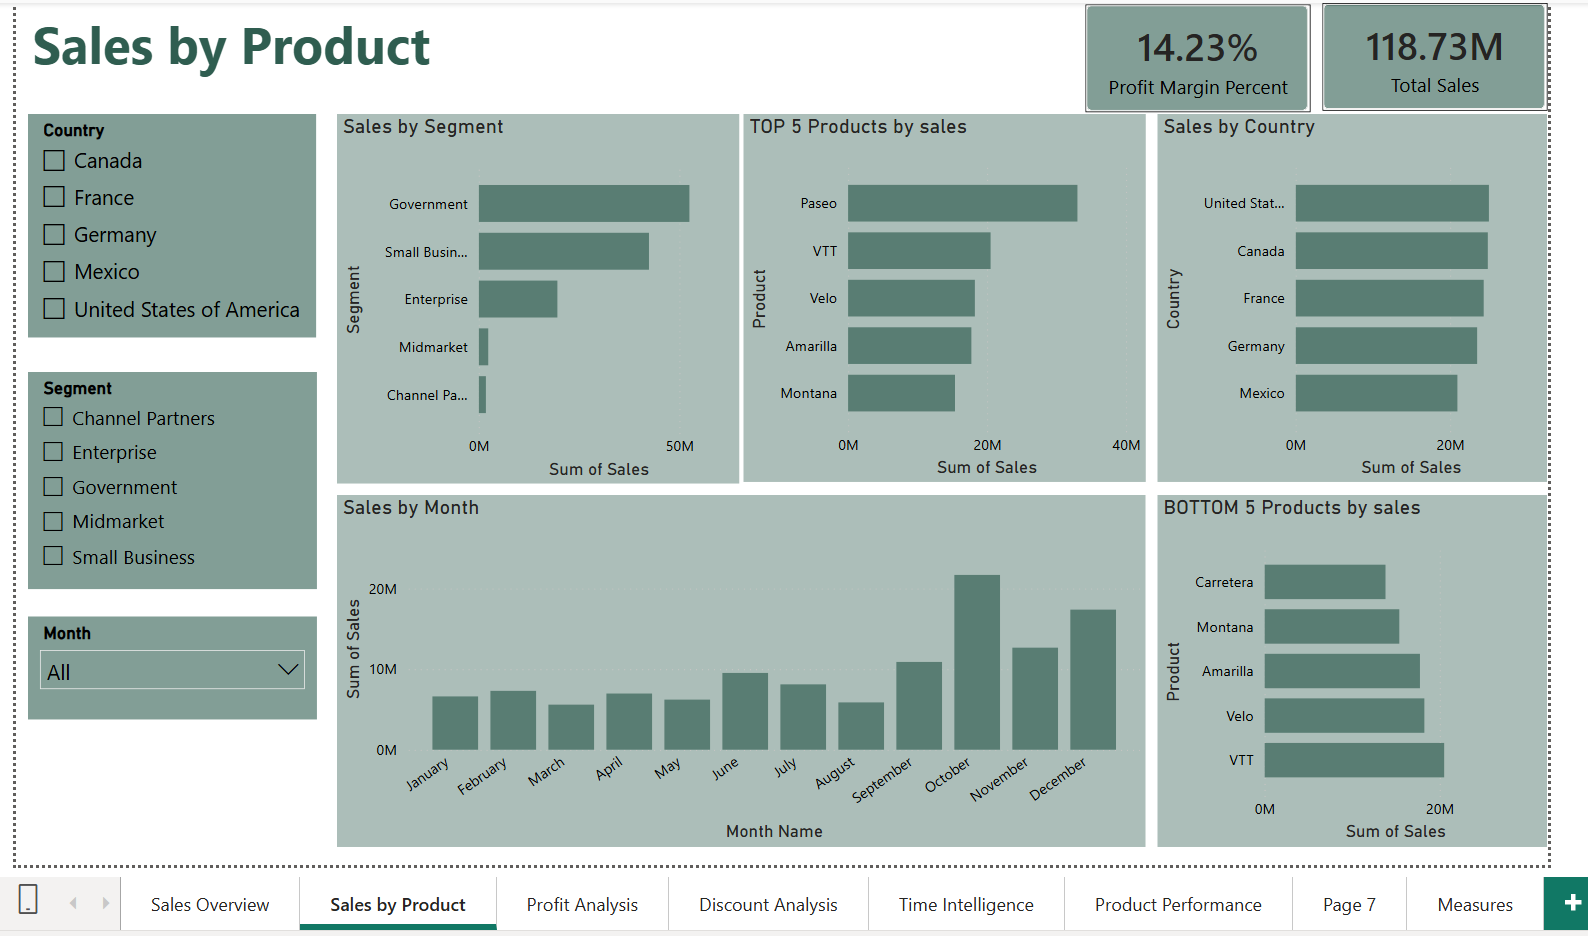 Sales by Product
14.23%
Profit Margin Percent
118.73M
Total Sales
Country
Canada
France
Germany
Mexico
United States of America
Segment
Channel Partners
Enterprise
Government
Midmarket
Small Business
Month
All
Sales by Segment
Segment
Government
Small Busin...
Enterprise
Midmarket
Channel Pa...
0M 50M
Sum of Sales
TOP 5 Products by sales
Product
Paseo
VTT
Velo
Amarilla
Montana
0M 20M 40M
Sum of Sales
Sales by Country
Country
United Stat...
Canada
France
Germany
Mexico
0M 20M
Sum of Sales
Sales by Month
Sum of Sales
20M
10M
0M
January February March April May June July August September October November December
Month Name
BOTTOM 5 Products by sales
Product
Carretera
Montana
Amarilla
Velo
VTT
0M 20M
Sum of Sales
Sales Overview Sales by Product Profit Analysis Discount Analysis Time Intelligence Product Performance Page 7 Measures +